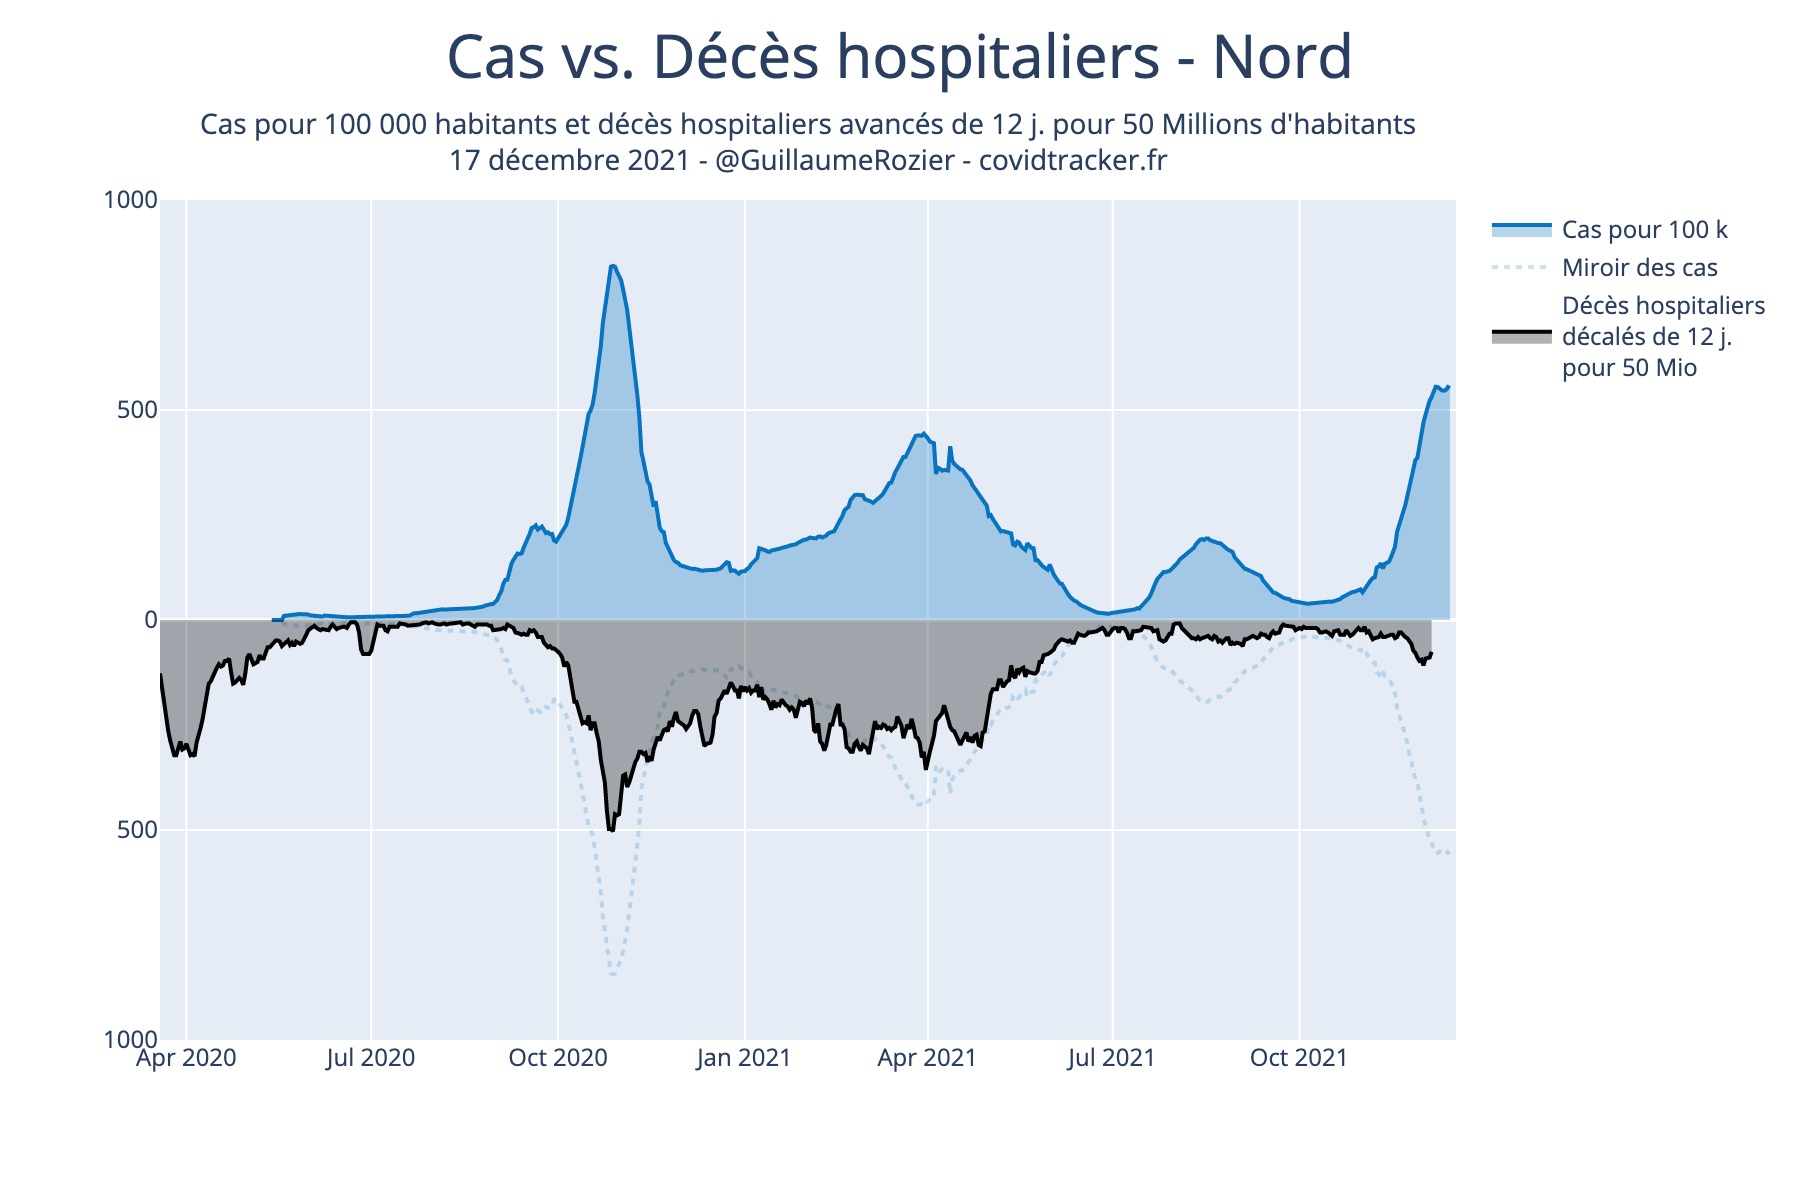 Cas vs. Décès hospitaliers - Nord
Cas pour 100 000 habitants et décès hospitaliers avancés de 12 j. pour 50 Millions d'habitants
17 décembre 2021 - @GuillaumeRozier - covidtracker.fr
1000
500
0
500
1000
Apr 2020
Jul 2020
Oct 2020
Jan 2021
Apr 2021
Jul 2021
Oct 2021
Cas pour 100 k
Miroir des cas
Décès hospitaliers
décalés de 12 j.
pour 50 Mio